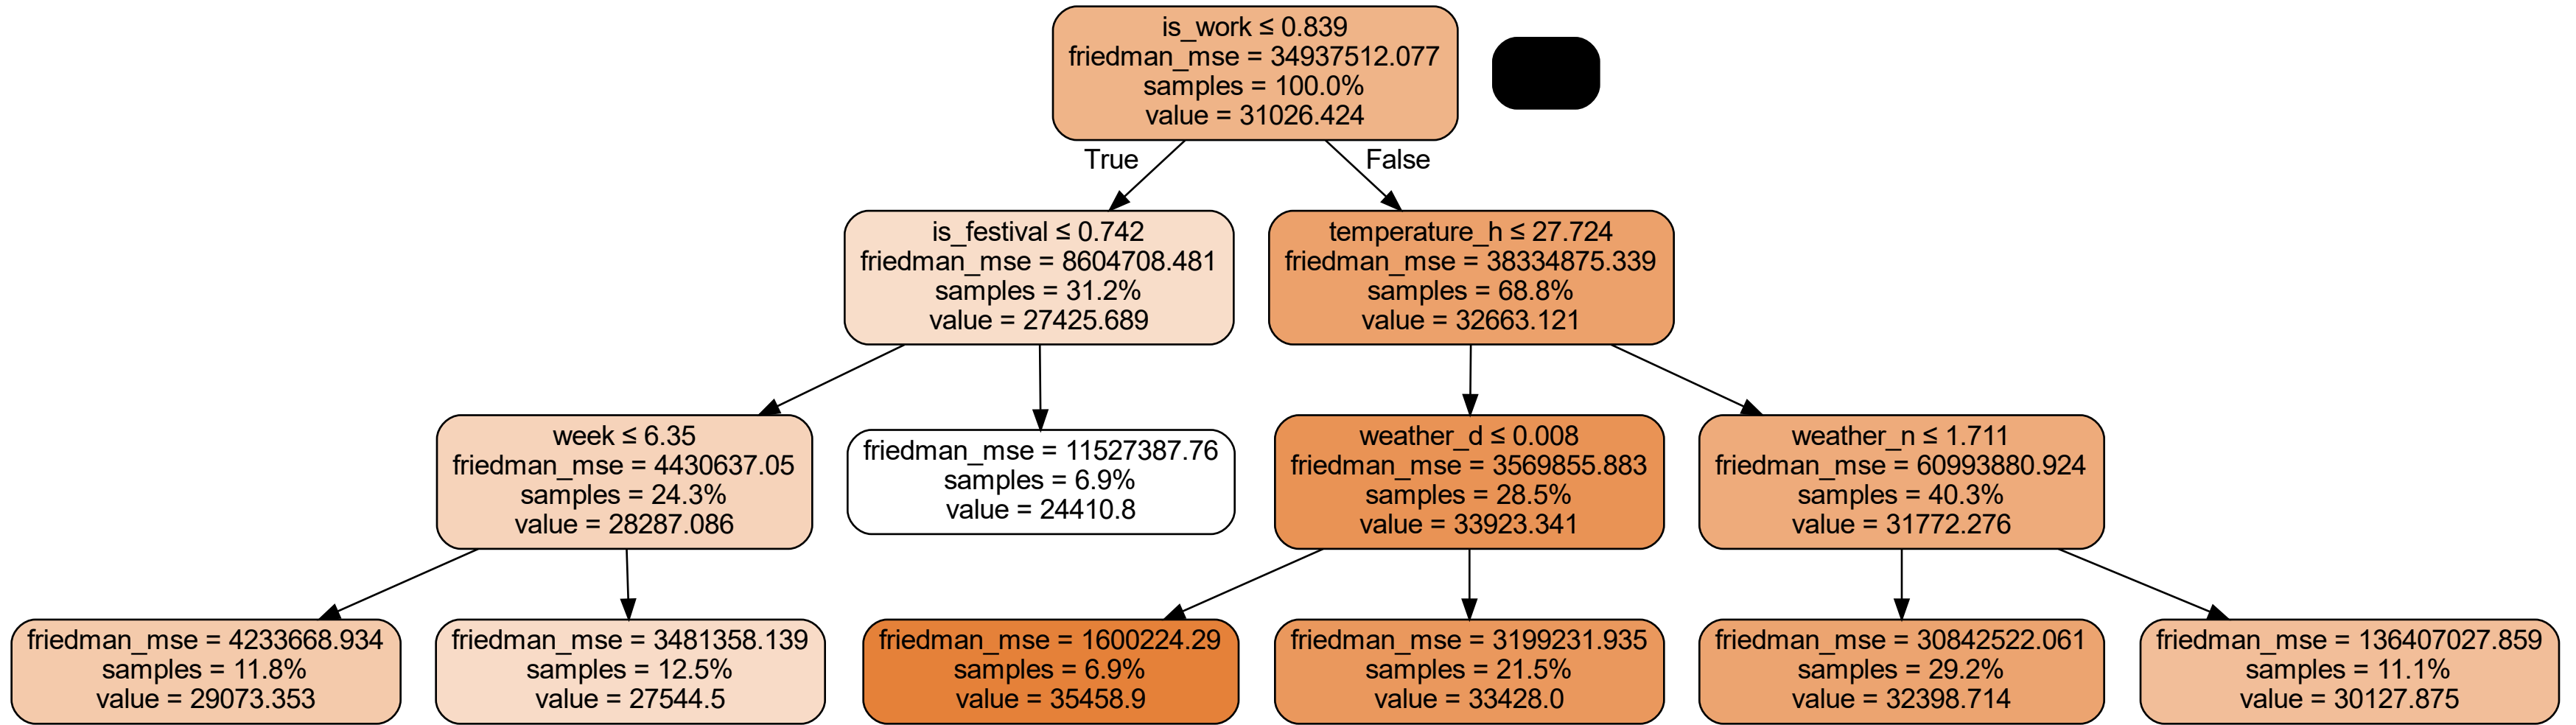 is_work ≤ 0.839
friedman_mse = 34937512.077
samples = 100.0%
value = 31026.424
True
False
is_festival ≤ 0.742
friedman_mse = 8604708.481
samples = 31.2%
value = 27425.689
temperature_h ≤ 27.724
friedman_mse = 38334875.339
samples = 68.8%
value = 32663.121
week ≤ 6.35
friedman_mse = 4430637.05
samples = 24.3%
value = 28287.086
friedman_mse = 11527387.76
samples = 6.9%
value = 24410.8
weather_d ≤ 0.008
friedman_mse = 3569855.883
samples = 28.5%
value = 33923.341
weather_n ≤ 1.711
friedman_mse = 60993880.924
samples = 40.3%
value = 31772.276
friedman_mse = 4233668.934
samples = 11.8%
value = 29073.353
friedman_mse = 3481358.139
samples = 12.5%
value = 27544.5
friedman_mse = 1600224.29
samples = 6.9%
value = 35458.9
friedman_mse = 3199231.935
samples = 21.5%
value = 33428.0
friedman_mse = 30842522.061
samples = 29.2%
value = 32398.714
friedman_mse = 136407027.859
samples = 11.1%
value = 30127.875